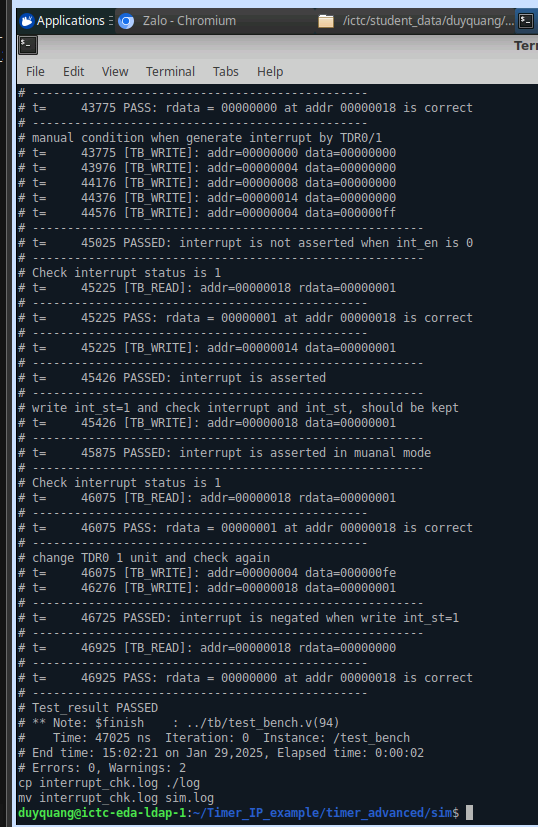 Applications
Zalo - Chromium
/ictc/student_data/duyquang/...
Term
File Edit View Terminal Tabs Help
# ------------------------------------------------
# t=     43775 PASS: rdata = 00000000 at addr 00000018 is correct
# ------------------------------------------------
# manual condition when generate interrupt by TDR0/1
# t=     43775 [TB_WRITE]: addr=00000000 data=00000000
# t=     43976 [TB_WRITE]: addr=00000004 data=00000000
# t=     44176 [TB_WRITE]: addr=00000008 data=00000000
# t=     44376 [TB_WRITE]: addr=00000014 data=00000000
# t=     44576 [TB_WRITE]: addr=00000004 data=000000ff
# --------------------------------------------------------
# t=     45025 PASSED: interrupt is not asserted when int_en is 0
# --------------------------------------------------------
# Check interrupt status is 1
# t=     45225 [TB_READ]: addr=00000018 rdata=00000001
# ------------------------------------------------
# t=     45225 PASS: rdata = 00000001 at addr 00000018 is correct
# ------------------------------------------------
# t=     45225 [TB_WRITE]: addr=00000014 data=00000001
# --------------------------------------------------------
# t=     45426 PASSED: interrupt is asserted
# --------------------------------------------------------
# write int_st=1 and check interrupt and int_st, should be kept
# t=     45426 [TB_WRITE]: addr=00000018 data=00000001
# --------------------------------------------------------
# t=     45875 PASSED: interrupt is asserted in muanal mode
# --------------------------------------------------------
# Check interrupt status is 1
# t=     46075 [TB_READ]: addr=00000018 rdata=00000001
# ------------------------------------------------
# t=     46075 PASS: rdata = 00000001 at addr 00000018 is correct
# ------------------------------------------------
# change TDR0 1 unit and check again
# t=     46075 [TB_WRITE]: addr=00000004 data=000000fe
# t=     46276 [TB_WRITE]: addr=00000018 data=00000001
# --------------------------------------------------------
# t=     46725 PASSED: interrupt is negated when write int_st=1
# --------------------------------------------------------
# t=     46925 [TB_READ]: addr=00000018 rdata=00000000
# ------------------------------------------------
# t=     46925 PASS: rdata = 00000000 at addr 00000018 is correct
# ------------------------------------------------
# Test_result PASSED
# ** Note: $finish    : ../tb/test_bench.v(94)
#    Time: 47025 ns  Iteration: 0  Instance: /test_bench
# End time: 15:02:21 on Jan 29,2025, Elapsed time: 0:00:02
# Errors: 0, Warnings: 2
cp interrupt_chk.log ./log
mv interrupt_chk.log sim.log
duyquang@ictc-eda-ldap-1:~/Timer_IP_example/timer_advanced/sim$